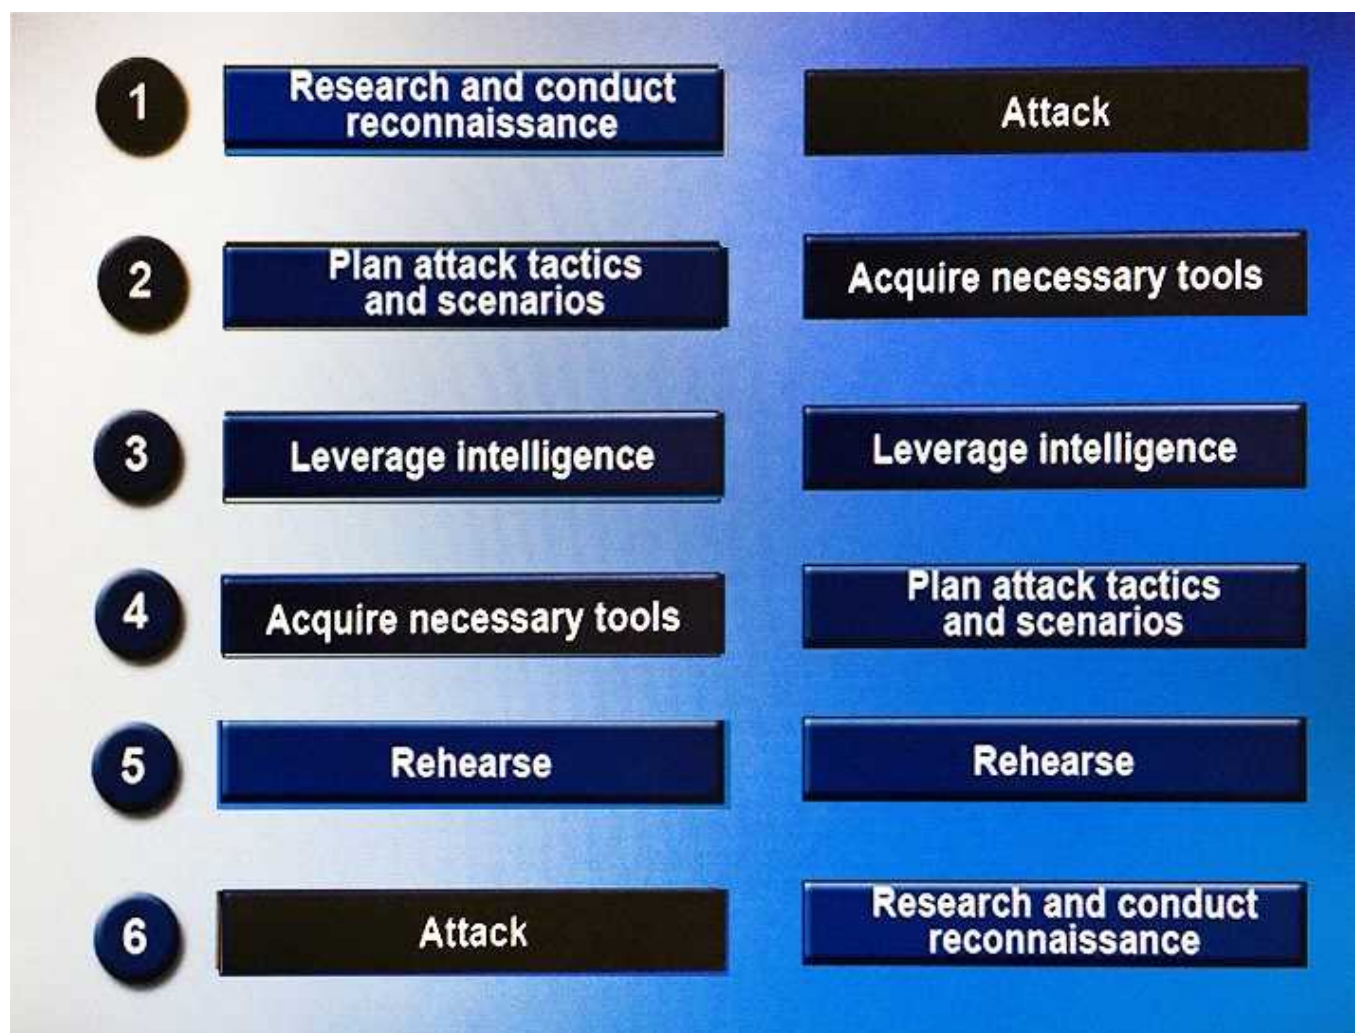 1
Research and conduct
reconnaissance
Attack
2
Plan attack tactics
and scenarios
Acquire necessary tools
3
Leverage intelligence
Leverage intelligence
4
Acquire necessary tools
Plan attack tactics
and scenarios
5
Rehearse
Rehearse
6
Attack
Research and conduct
reconnaissance